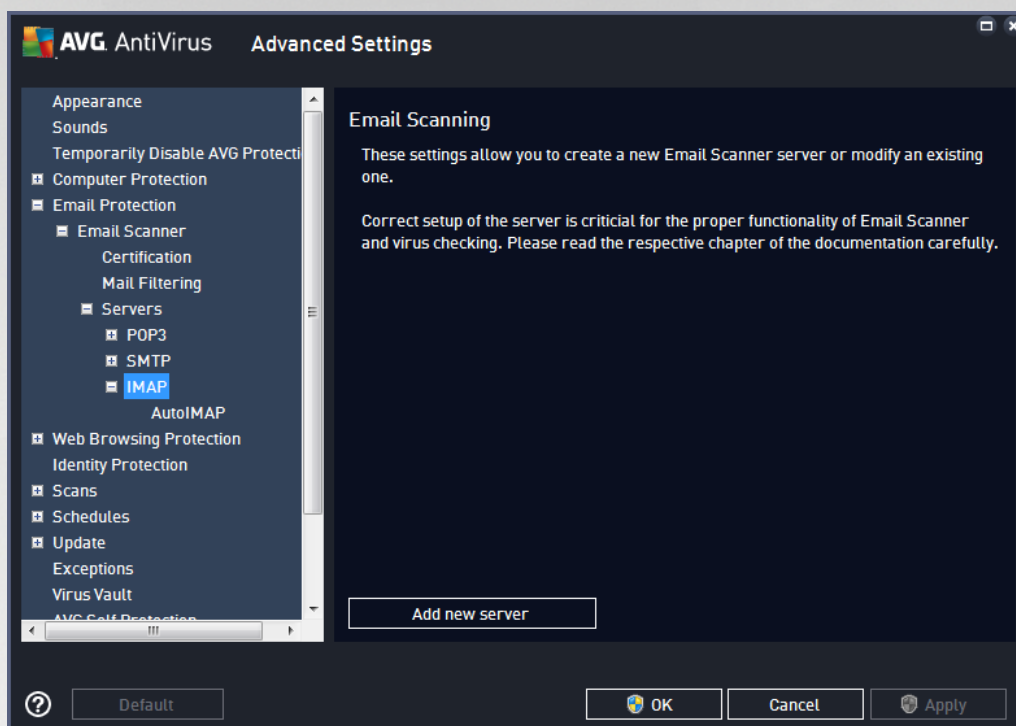 AVG. AntiVirus Advanced Settings
Appearance
Sounds
Temporarily Disable AVG Protecti
Computer Protection
Email Protection
Email Scanner
Certification
Mail Filtering
Servers
POP3
SMTP
IMAP
AutoIMAP
Web Browsing Protection
Identity Protection
Scans
Schedules
Update
Exceptions
Virus Vault
AVG Self Protection
Email Scanning
These settings allow you to create a new Email Scanner server or modify an existing
one.
Correct setup of the server is criticial for the proper functionality of Email Scanner
and virus checking. Please read the respective chapter of the documentation carefully.
Add new server
Default
OK
Cancel
Apply